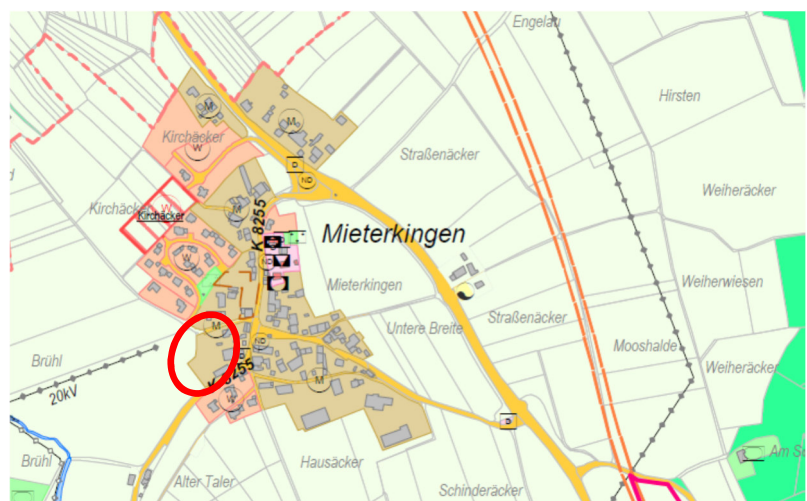 Engelau
Hirsten
M
M
Kirchäcker
W
Straßenäcker
Weiheräcker
W
Kirchäcker
Kirchäcker
K 8255
Mieterkingen
W
Mieterkingen
Weiherwiesen
Straßenäcker
Untere Breite
M
Mooshalde
Brühl
Weiheräcker
K 8255
M
20kV
W
Brühl
Hausäcker
Am S
Alter Taler
Schinderäcker